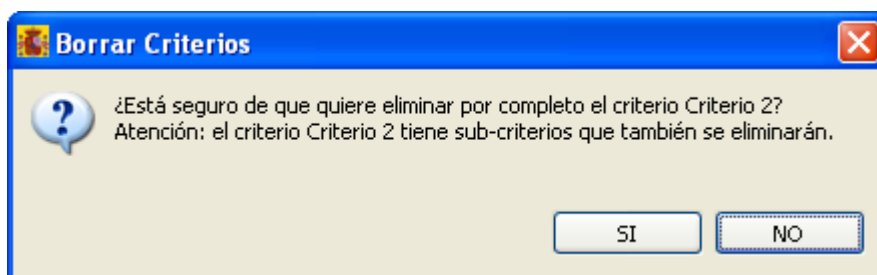 Borrar Criterios
¿Está seguro de que quiere eliminar por completo el criterio Criterio 2?
Atención: el criterio Criterio 2 tiene sub-criterios que también se eliminarán.
SI
NO